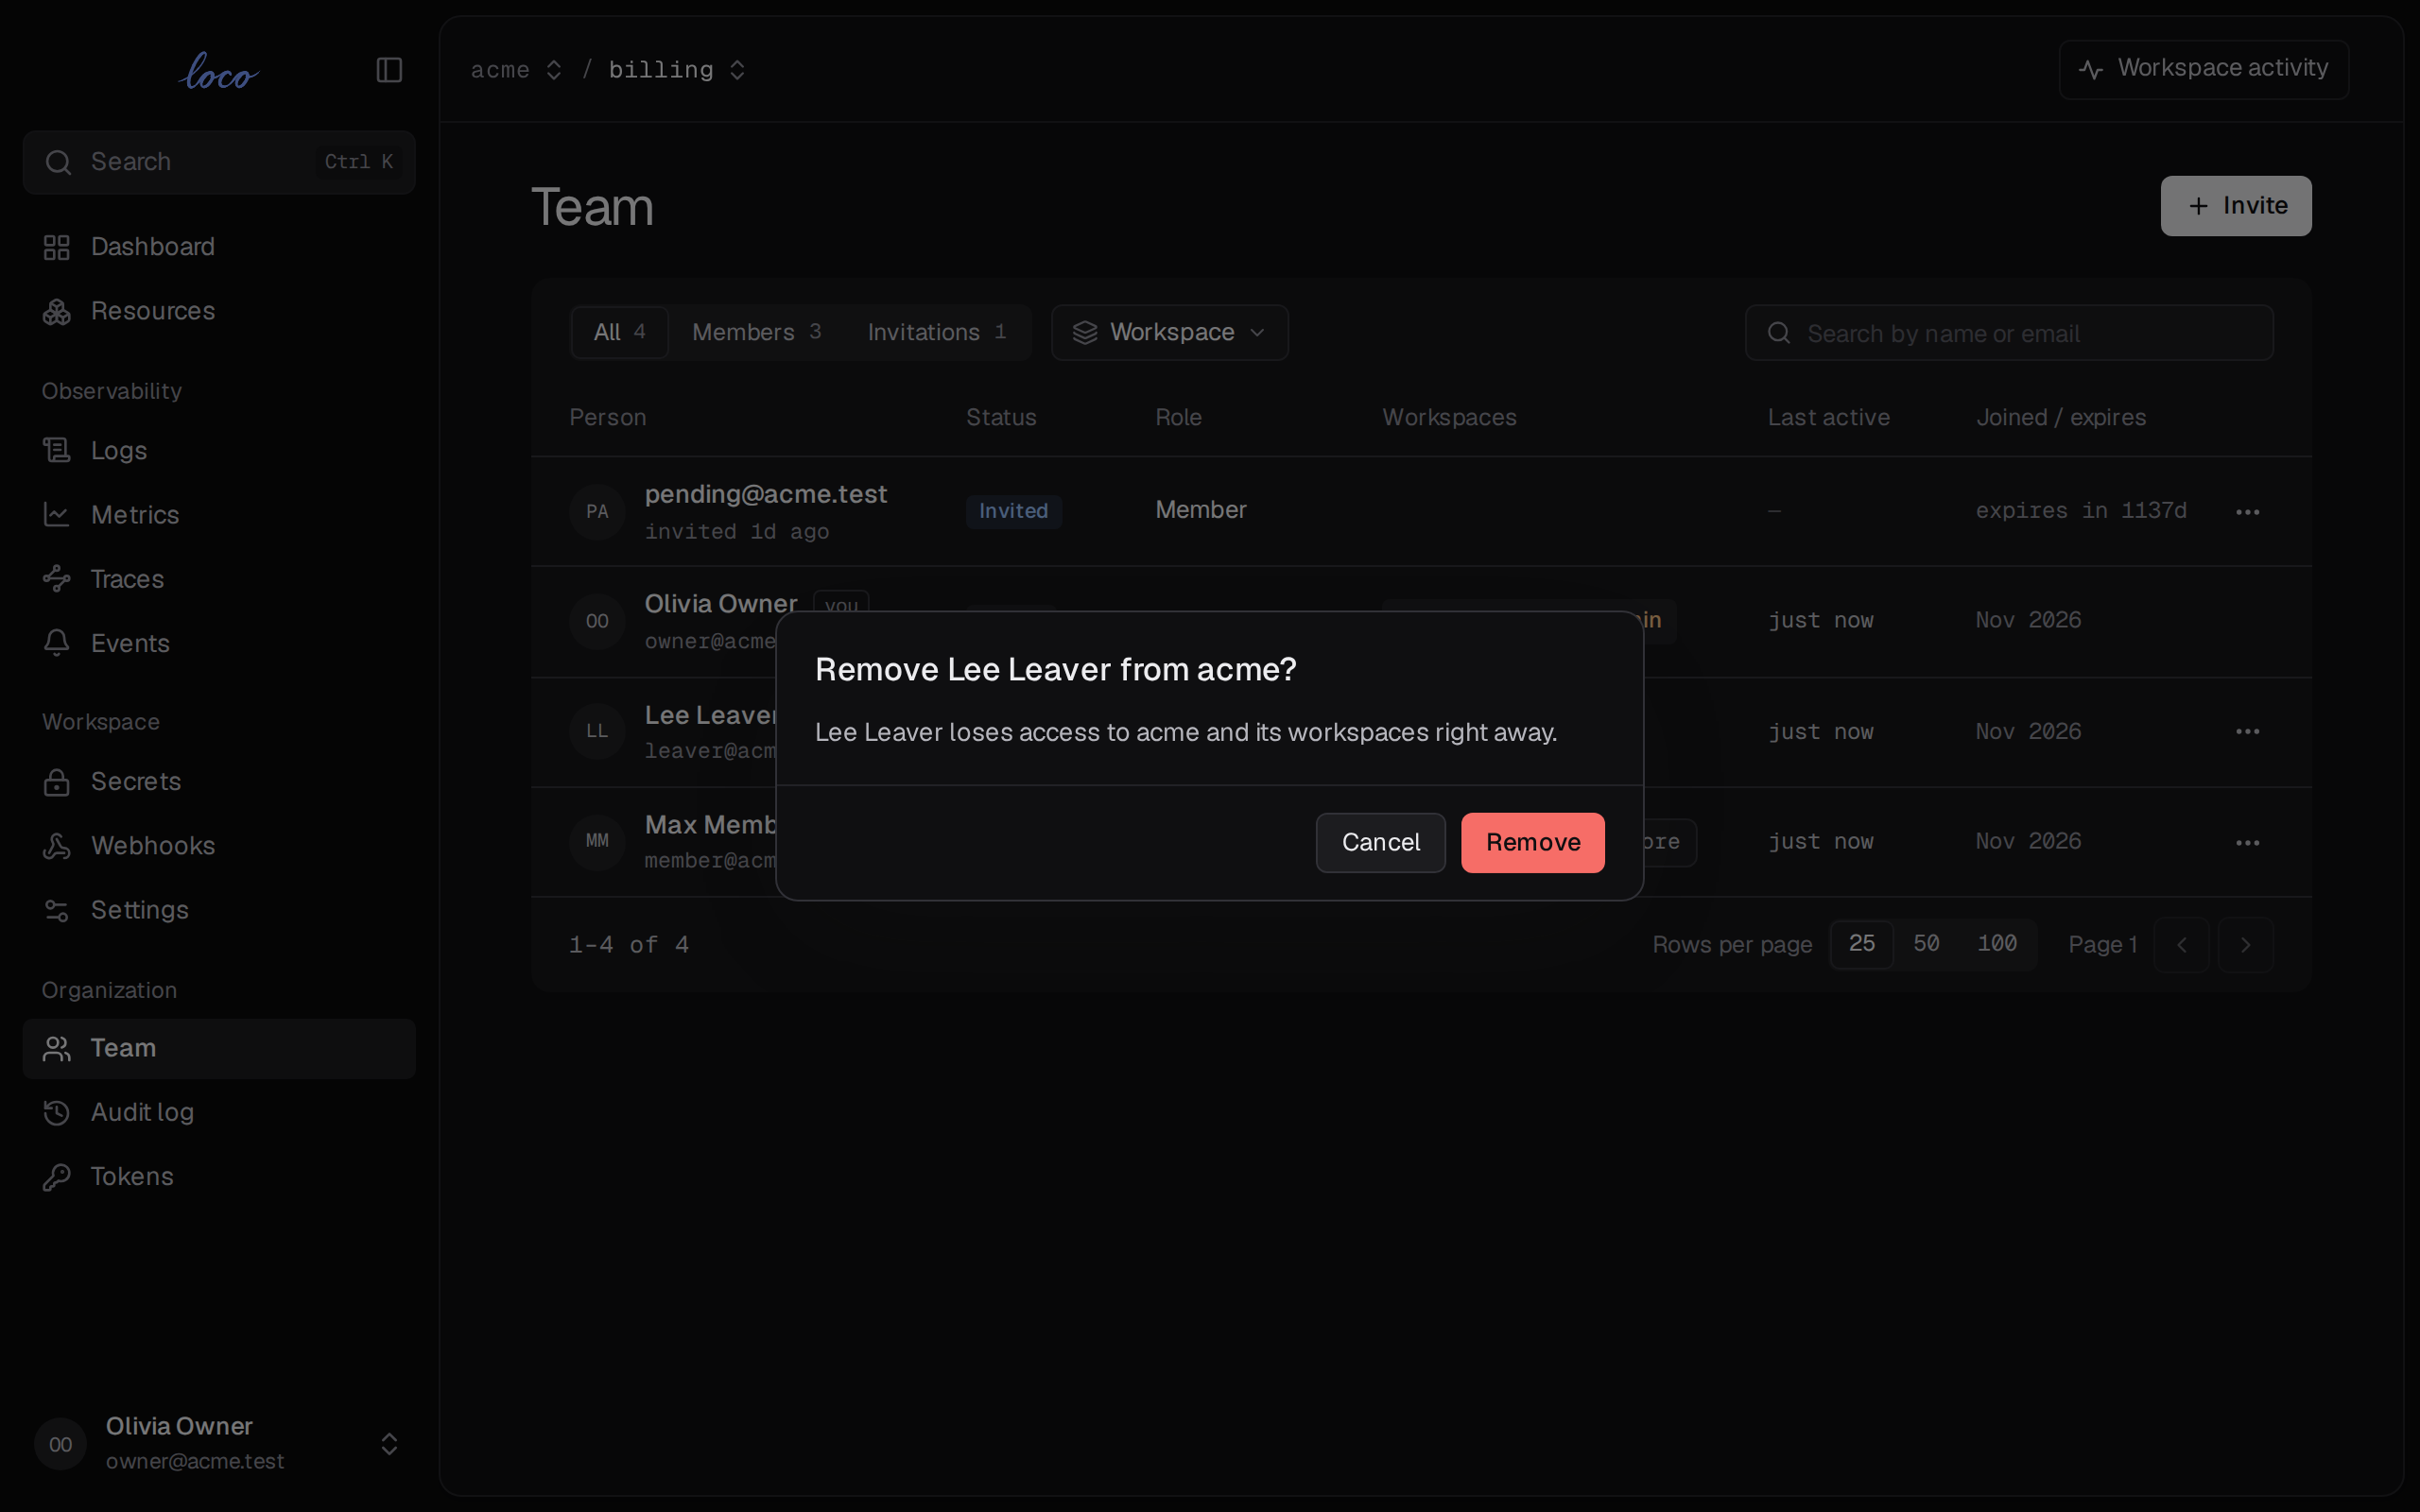 loco
Search Ctrl K
Dashboard
Resources
Observability
Logs
Metrics
Traces
Events
Workspace
Secrets
Webhooks
Settings
Organization
Team
Audit log
Tokens
OO Olivia Owner
owner@acme.test
acme / billing
Workspace activity
Team
Invite
All 4 Members 3 Invitations 1 Workspace Search by name or email
Person Status Role Workspaces Last active Joined / expires
PA pending@acme.test Invited Member — expires in 1137d
invited 1d ago
OO Olivia Owner you just now Nov 2026
owner@acme
LL Lee Leaver just now Nov 2026
leaver@acm
MM Max Memb just now Nov 2026
member@acm
1–4 of 4 Rows per page 25 50 100 Page 1
Remove Lee Leaver from acme?
Lee Leaver loses access to acme and its workspaces right away.
Cancel Remove